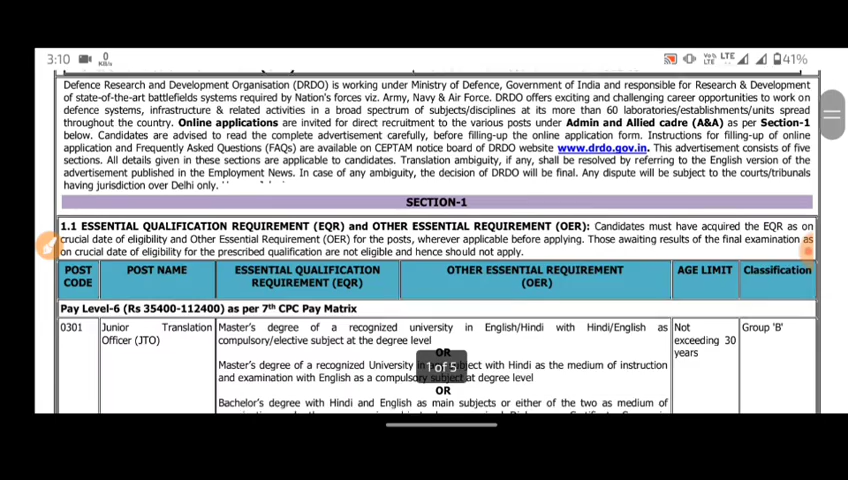 3:10 0 KB/s Vo LTE LTE 41%
Defence Research and Development Organisation (DRDO) is working under Ministry of Defence, Government of India and responsible for Research & Development
of state-of-the-art battlefields systems required by Nation's forces viz. Army, Navy & Air Force. DRDO offers exciting and challenging career opportunities to work on
defence systems, infrastructure & related activities in a broad spectrum of subjects/disciplines at its more than 60 laboratories/establishments/units spread
throughout the country. Online applications are invited for direct recruitment to the various posts under Admin and Allied cadre (A&A) as per Section-1
below. Candidates are advised to read the complete advertisement carefully, before filling-up the online application form. Instructions for filling-up of online
application and Frequently Asked Questions (FAQs) are available on CEPTAM notice board of DRDO website www.drdo.gov.in. This advertisement consists of five
sections. All details given in these sections are applicable to candidates. Translation ambiguity, if any, shall be resolved by referring to the English version of the
advertisement published in the Employment News. In case of any ambiguity, the decision of DRDO will be final. Any dispute will be subject to the courts/tribunals
having jurisdiction over Delhi only.
SECTION-1
1.1 ESSENTIAL QUALIFICATION REQUIREMENT (EQR) and OTHER ESSENTIAL REQUIREMENT (OER): Candidates must have acquired the EQR as on
crucial date of eligibility and Other Essential Requirement (OER) for the posts, wherever applicable before applying. Those awaiting results of the final examination as
on crucial date of eligibility for the prescribed qualification are not eligible and hence should not apply.
POST CODE POST NAME ESSENTIAL QUALIFICATION REQUIREMENT (EQR) OTHER ESSENTIAL REQUIREMENT (OER) AGE LIMIT Classification
Pay Level-6 (Rs 35400-112400) as per 7th CPC Pay Matrix
0301 Junior Translation Master's degree of a recognized university in English/Hindi with Hindi/English as Not Group 'B'
Officer (JTO) compulsory/elective subject at the degree level exceeding 30
OR years
Master's degree of a recognized University in any subject with Hindi as the medium of instruction
and examination with English as a compulsory subject at degree level
1 of 5
OR
Bachelor's degree with Hindi and English as main subjects or either of the two as medium of